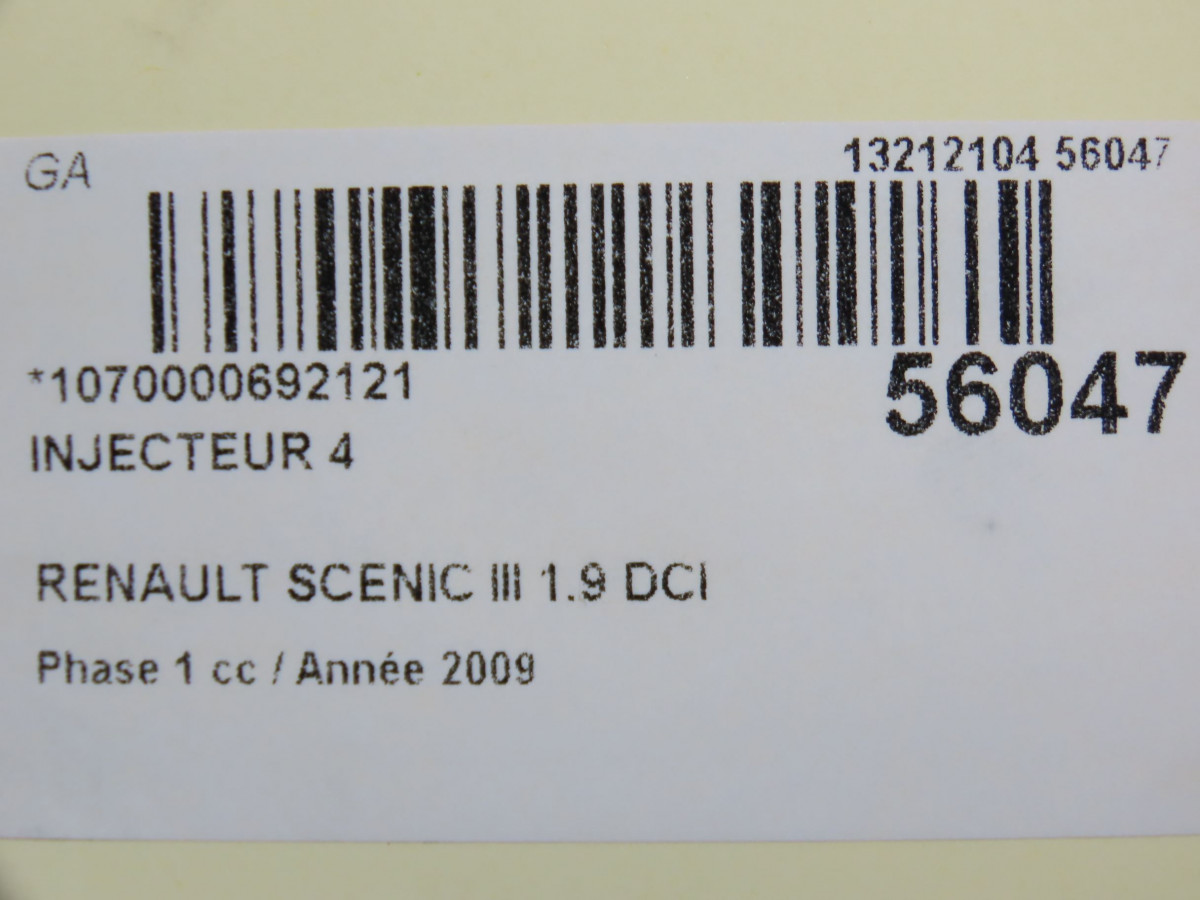 GA
13212104 56047
*1070000692121
56047
INJECTEUR 4
RENAULT SCENIC III 1.9 DCI
Phase 1 cc / Année 2009